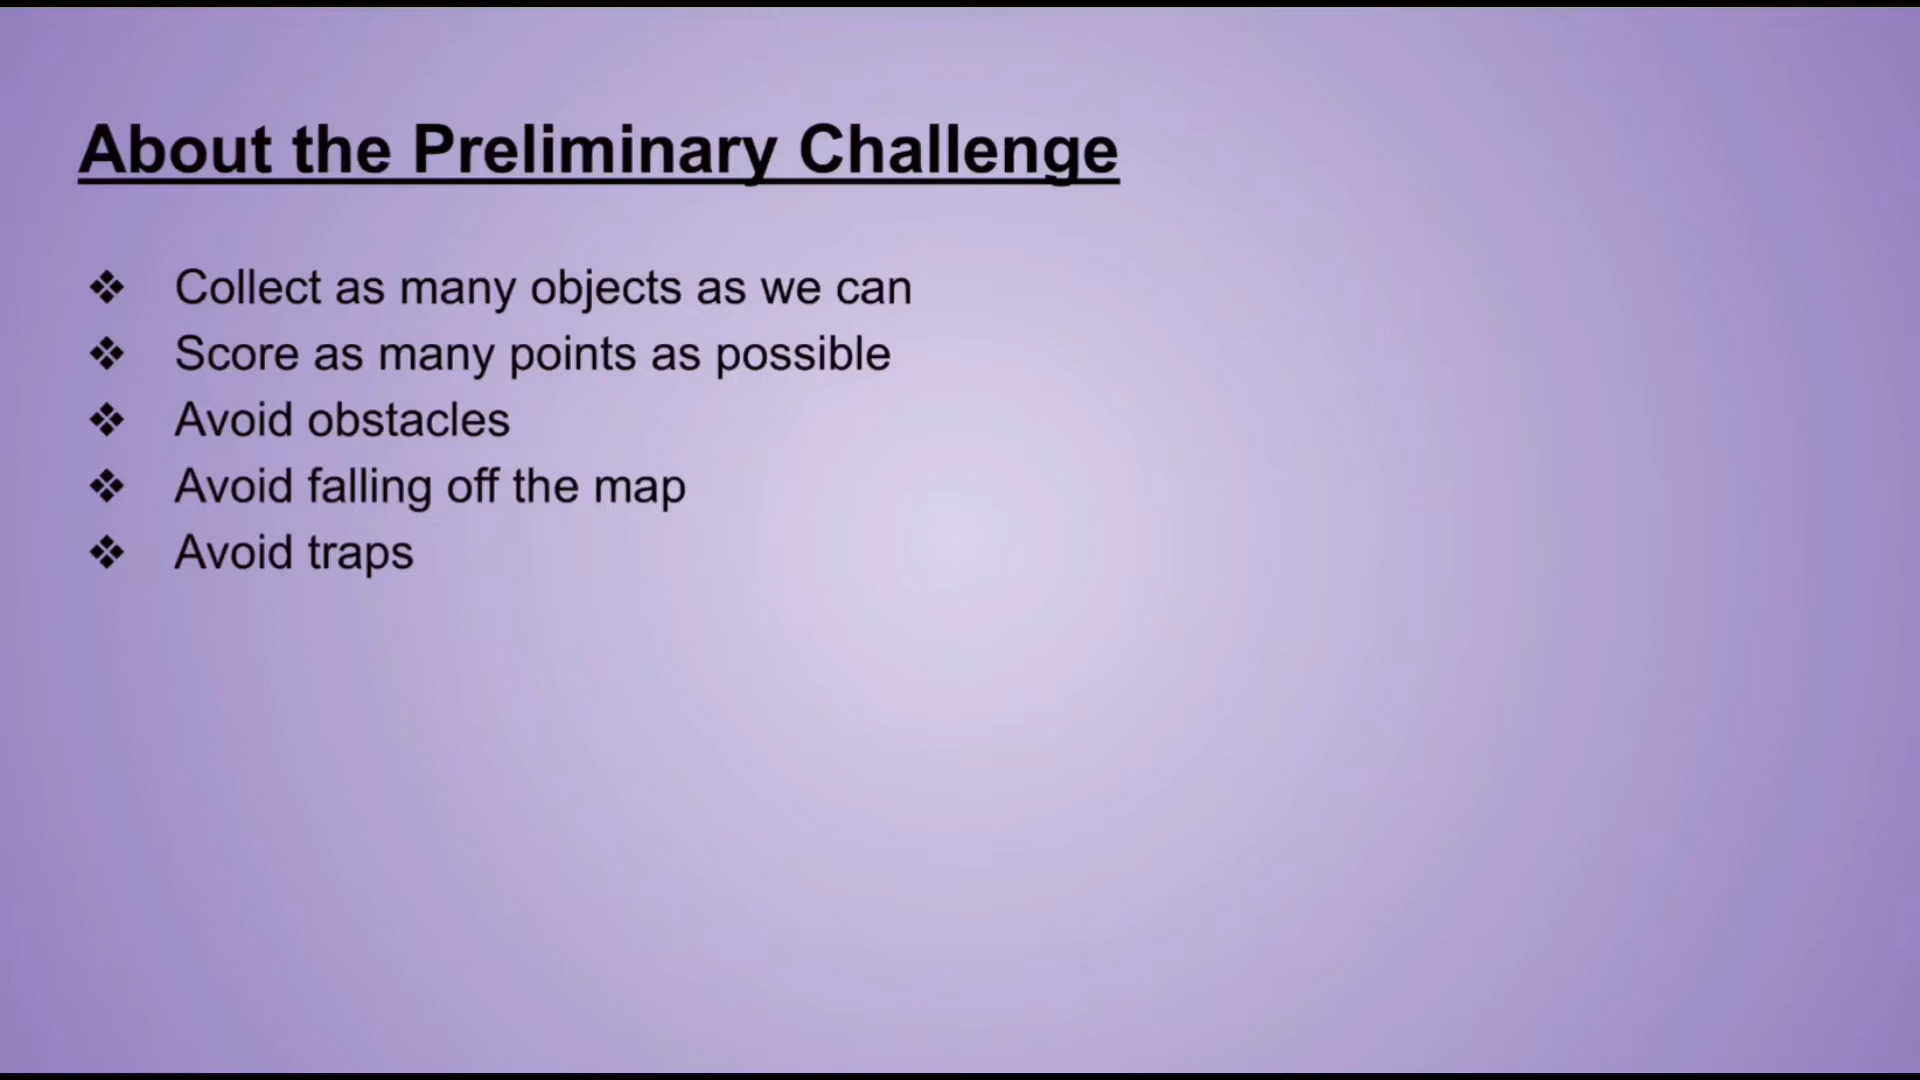 About the Preliminary Challenge
❖ Collect as many objects as we can
❖ Score as many points as possible
❖ Avoid obstacles
❖ Avoid falling off the map
❖ Avoid traps